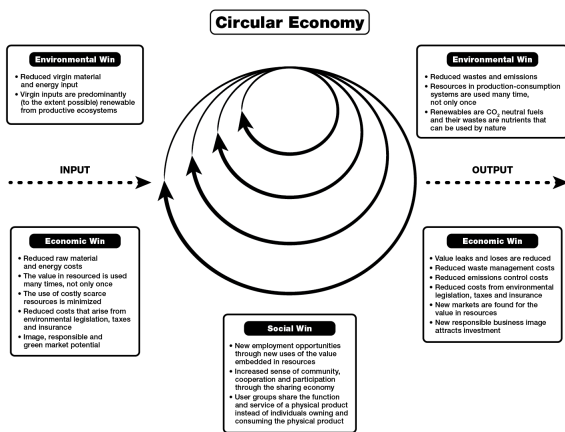 Circular Economy
Environmental Win
• Reduced virgin material
and energy input
• Virgin inputs are predominantly
(to the extent possible) renewable
from productive ecosystems
Environmental Win
• Reduced wastes and emissions
• Resources in production-consumption
systems are used many time,
not only once
• Renewables are CO₂ neutral fuels
and their wastes are nutrients that
can be used by nature
INPUT
OUTPUT
Economic Win
• Reduced raw material
and energy costs
• The value in resourced is used
many times, not only once
• The use of costly scarce
resources is minimized
• Reduced costs that arise from
environmental legislation, taxes
and insurance
• Image, responsible and
green market potential
Economic Win
• Value leaks and loses are reduced
• Reduced waste management costs
• Reduced emissions control costs
• Reduced costs from environmental
legislation, taxes and insurance
• New markets are found for the
value in resources
• New responsible business image
attracts investment
Social Win
• New employment opportunities
through new uses of the value
embedded in resources
• Increased sense of community,
cooperation and participation
through the sharing economy
• User groups share the function
and service of a physical product
instead of individuals owning and
consuming the physical product